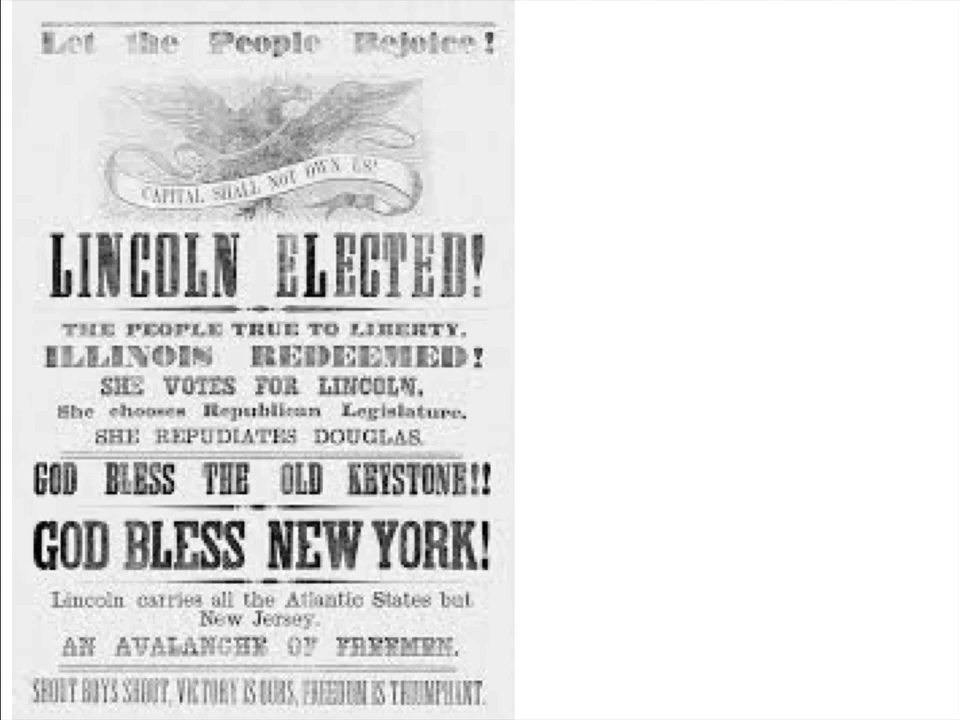 Let the People Rejoice!
CAPITAL SHALL NOT OWN US!
LINCOLN ELECTED!
THE PEOPLE TRUE TO LIBERTY.
ILLINOIS REDEEMED!
SHE VOTES FOR LINCOLN,
She chooses Republican Legislature.
SHE REPUDIATES DOUGLAS.
GOD BLESS THE OLD KEYSTONE!!
GOD BLESS NEW YORK!
Lincoln carries all the Atlantic States but
New Jersey.
AN AVALANCHE OF FREEMEN.
SHOUT BOYS SHOUT, VICTORY IS OURS, FREEDOM IS TRIUMPHANT.